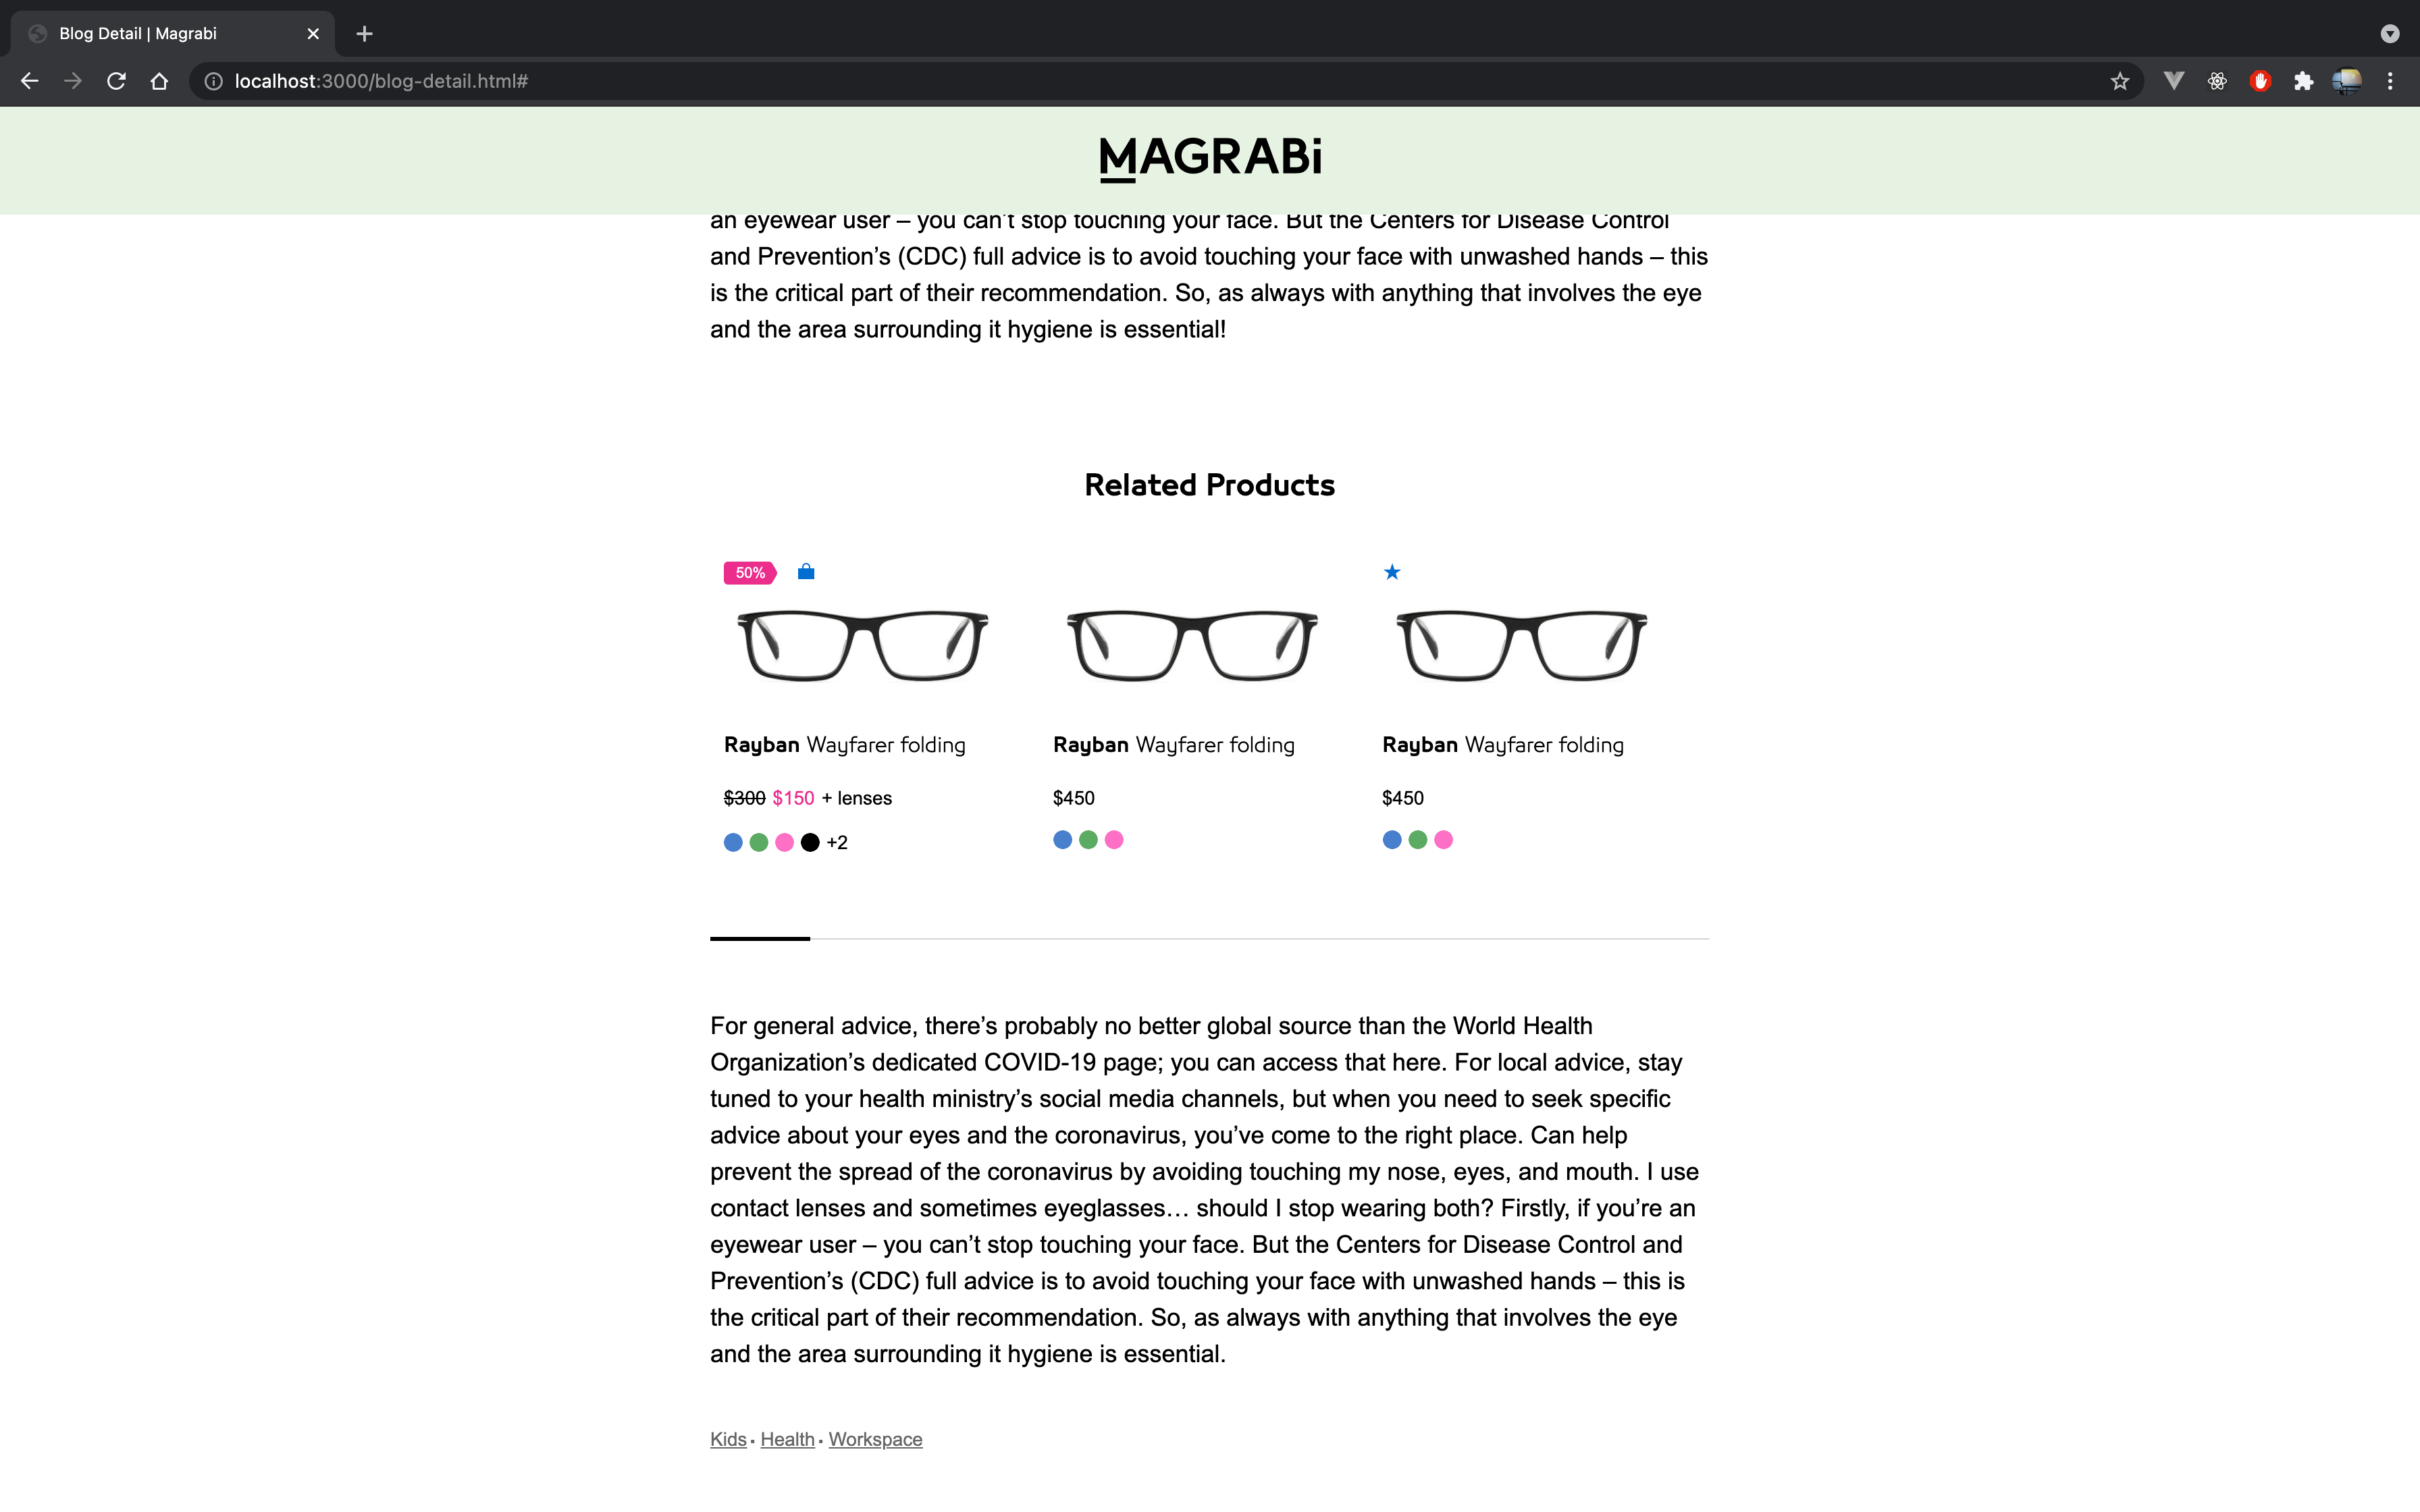 Blog Detail | Magrabi
localhost:3000/blog-detail.html#
MAGRABi
an eyewear user – you can’t stop touching your face. But the Centers for Disease Control
and Prevention’s (CDC) full advice is to avoid touching your face with unwashed hands – this
is the critical part of their recommendation. So, as always with anything that involves the eye
and the area surrounding it hygiene is essential!
Related Products
50%
Rayban Wayfarer folding
$300 $150 + lenses
+2
Rayban Wayfarer folding
$450
Rayban Wayfarer folding
$450
For general advice, there’s probably no better global source than the World Health
Organization’s dedicated COVID-19 page; you can access that here. For local advice, stay
tuned to your health ministry’s social media channels, but when you need to seek specific
advice about your eyes and the coronavirus, you’ve come to the right place. Can help
prevent the spread of the coronavirus by avoiding touching my nose, eyes, and mouth. I use
contact lenses and sometimes eyeglasses… should I stop wearing both? Firstly, if you’re an
eyewear user – you can’t stop touching your face. But the Centers for Disease Control and
Prevention’s (CDC) full advice is to avoid touching your face with unwashed hands – this is
the critical part of their recommendation. So, as always with anything that involves the eye
and the area surrounding it hygiene is essential.
Kids · Health · Workspace